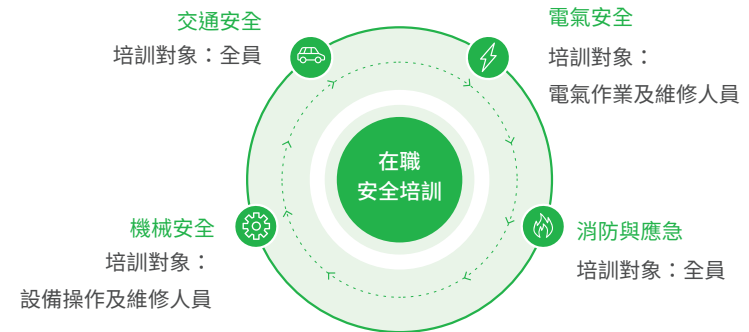 交通安全
培訓對象：全員
電氣安全
培訓對象：
電氣作業及維修人員
在職
安全培訓
機械安全
培訓對象：
設備操作及維修人員
消防與應急
培訓對象：全員